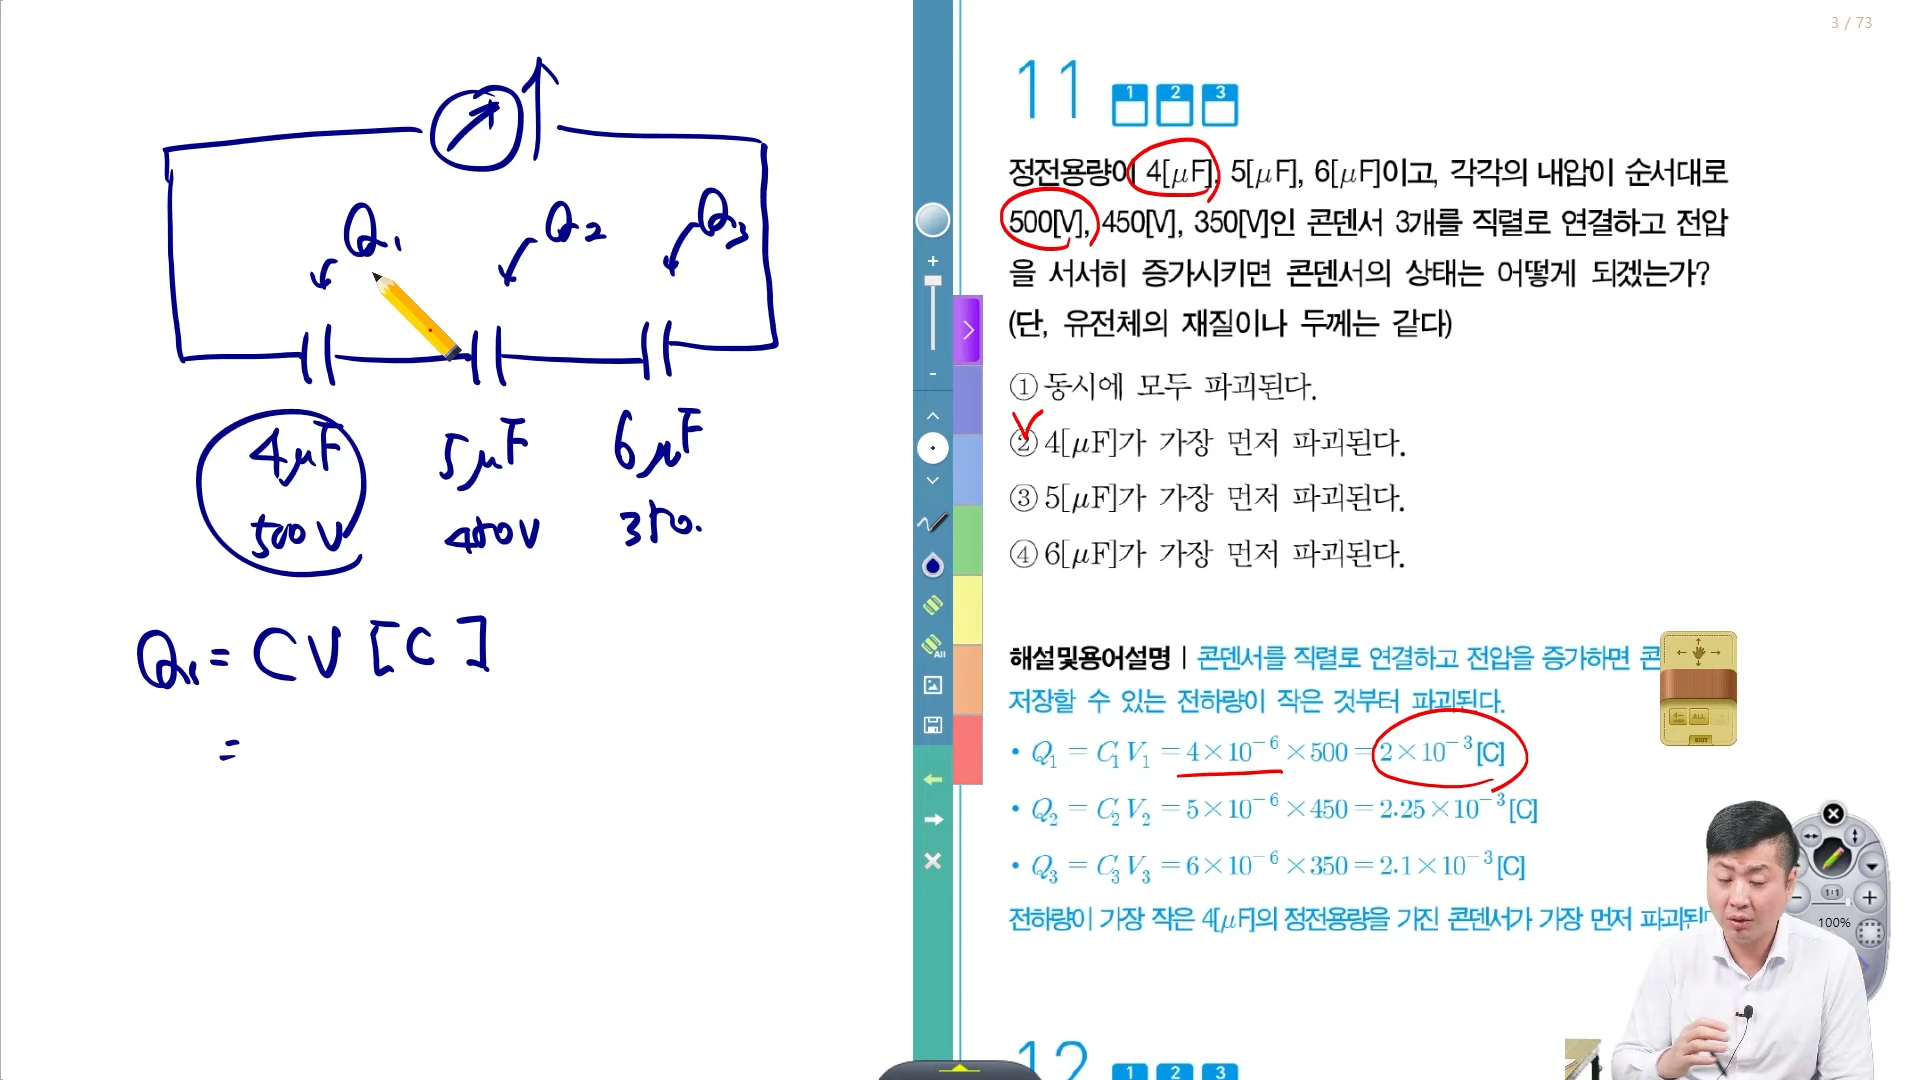 3 / 73
11 1 2 3
정전용량이 4[μF], 5[μF], 6[μF]이고, 각각의 내압이 순서대로
500[V], 450[V], 350[V]인 콘덴서 3개를 직렬로 연결하고 전압
을 서서히 증가시키면 콘덴서의 상태는 어떻게 되겠는가?
(단, 유전체의 재질이나 두께는 같다)
① 동시에 모두 파괴된다.
② 4[μF]가 가장 먼저 파괴된다.
③ 5[μF]가 가장 먼저 파괴된다.
④ 6[μF]가 가장 먼저 파괴된다.
해설및용어설명 | 콘덴서를 직렬로 연결하고 전압을 증가하면 콘
저장할 수 있는 전하량이 작은 것부터 파괴된다.
• Q₁ = C₁V₁ = 4×10⁻⁶×500 = 2×10⁻³[C]
• Q₂ = C₂V₂ = 5×10⁻⁶×450 = 2.25×10⁻³[C]
• Q₃ = C₃V₃ = 6×10⁻⁶×350 = 2.1×10⁻³[C]
전하량이 가장 작은 4[μF]의 정전용량을 가진 콘덴서가 가장 먼저 파괴된
12 1 2 3
Q₁ Q₂ Q₃
4μF 5μF 6μF
500V 450V 350.
Q₁ = CV [C]
=
+
-
All
ALL
EXIT
1:1
100%